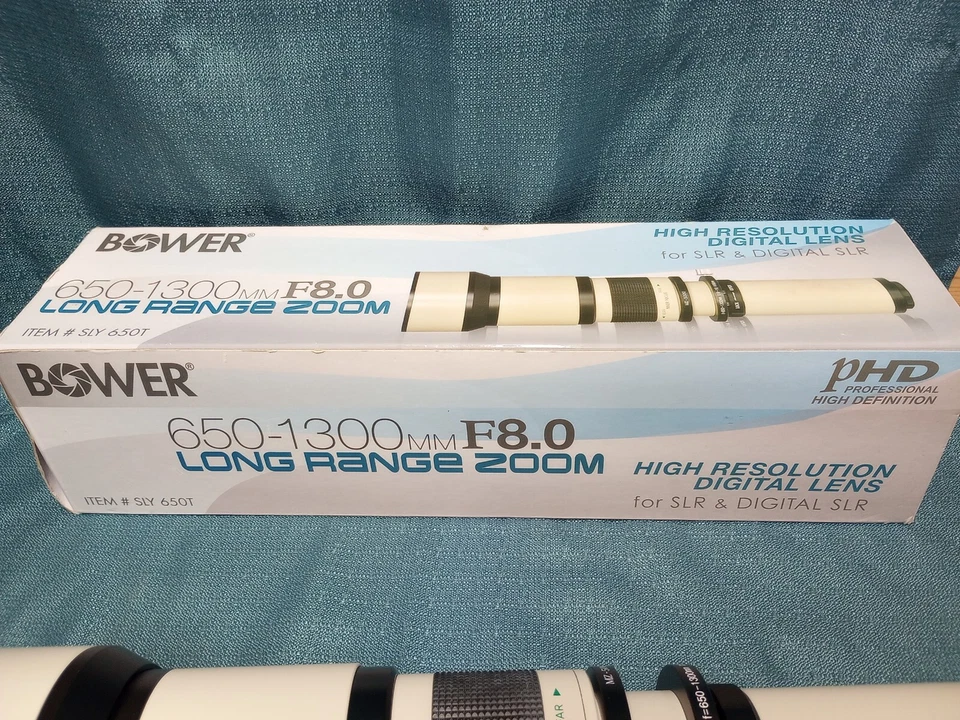 BOWER®
HIGH RESOLUTION
DIGITAL LENS
for SLR & DIGITAL SLR
650-1300MM F8.0
LONG RANGE ZOOM
ITEM # SLY 650T
BOWER®
pHD
PROFESSIONAL
HIGH DEFINITION
650-1300MM F8.0
LONG RANGE ZOOM
HIGH RESOLUTION
DIGITAL LENS
for SLR & DIGITAL SLR
ITEM # SLY 650T
f=650-1300m